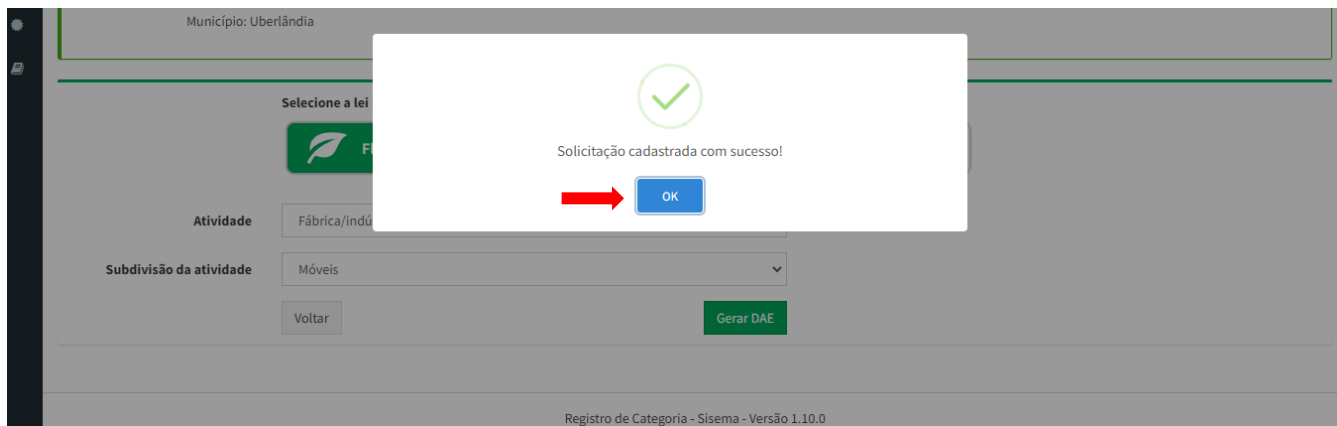 Município: Uberlândia
Selecione a lei
Solicitação cadastrada com sucesso!
OK
Atividade
Fábrica/indú
Subdivisão da atividade
Móveis
Voltar
Gerar DAE
Registro de Categoria - Sisema - Versão 1.10.0